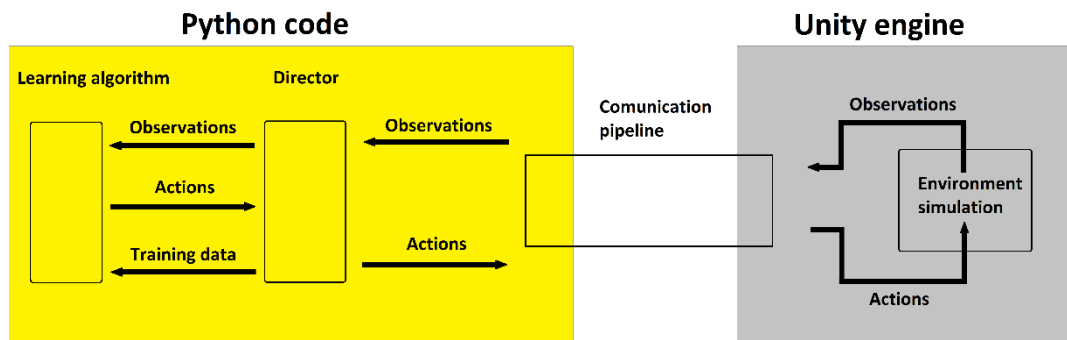 Python code
Unity engine
Learning algorithm
Director
Observations
Observations
Actions
Training data
Actions
Comunication
pipeline
Observations
Environment
simulation
Actions